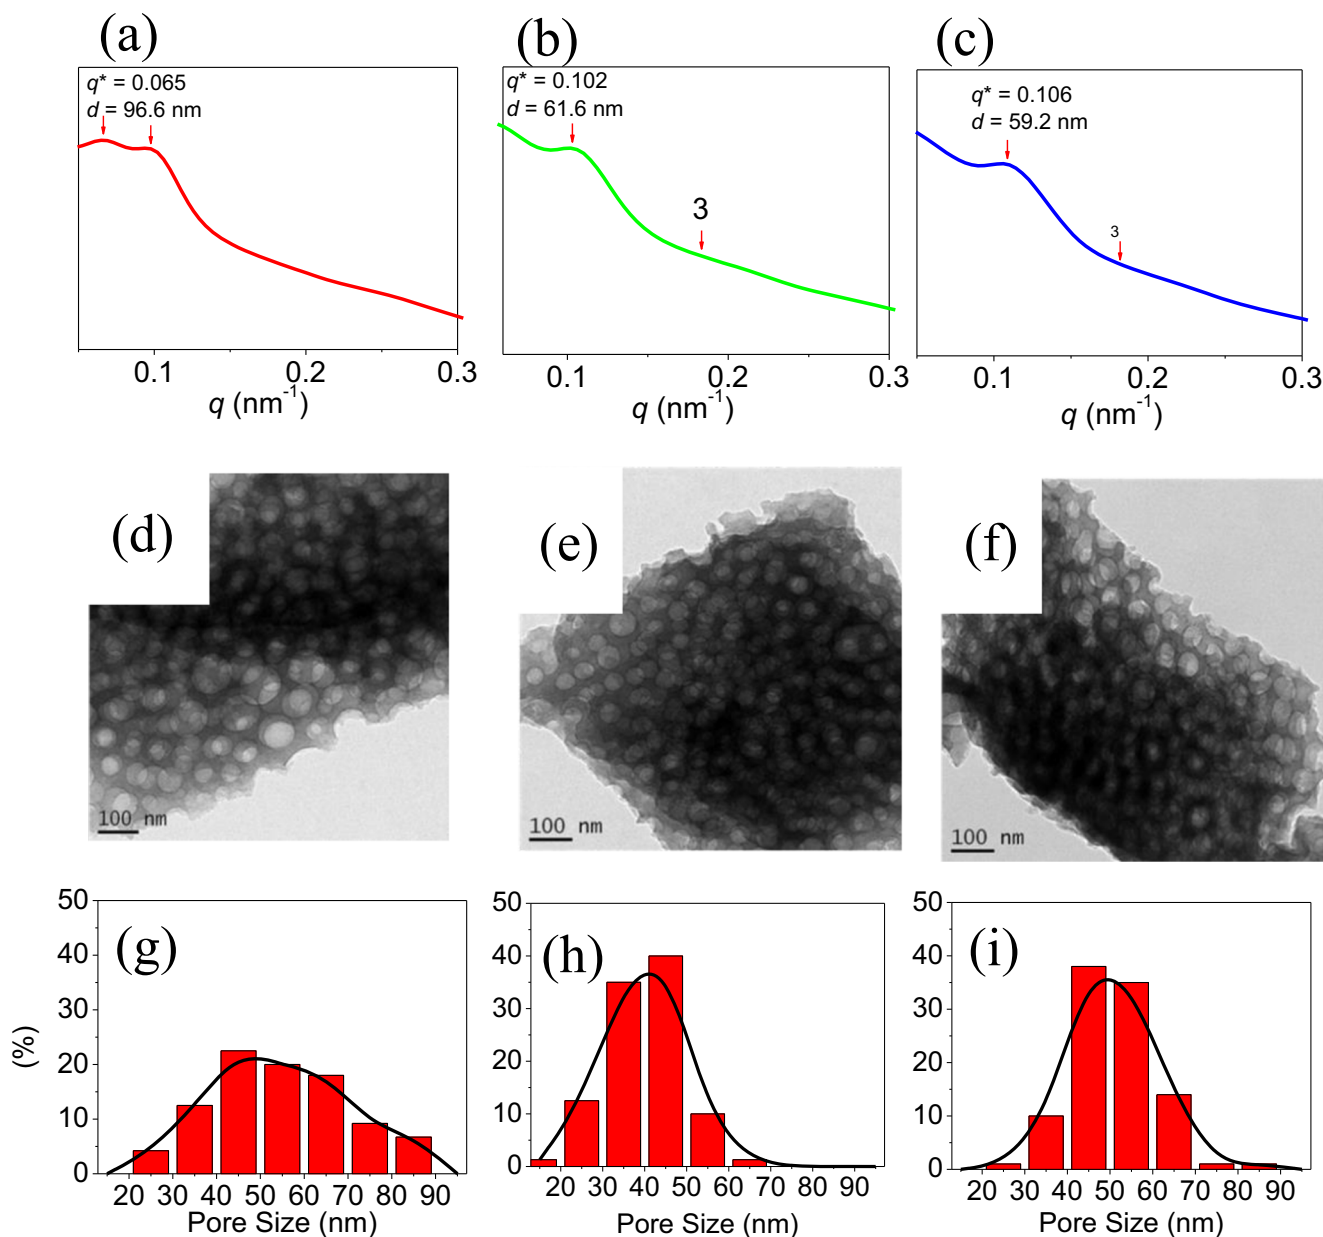 (a)
q* = 0.065
d = 96.6 nm
0.1 0.2 0.3
q (nm⁻¹)
(b)
q* = 0.102
d = 61.6 nm
3
0.1 0.2 0.3
q (nm⁻¹)
(c)
q* = 0.106
d = 59.2 nm
3
0.1 0.2 0.3
q (nm⁻¹)
(d)
100 nm
(e)
100 nm
(f)
100 nm
(g)
50
40
30
20
10
0
(%)
20 30 40 50 60 70 80 90
Pore Size (nm)
(h)
50
40
30
20
10
0
20 30 40 50 60 70 80 90
Pore Size (nm)
(i)
50
40
30
20
10
0
20 30 40 50 60 70 80 90
Pore Size (nm)